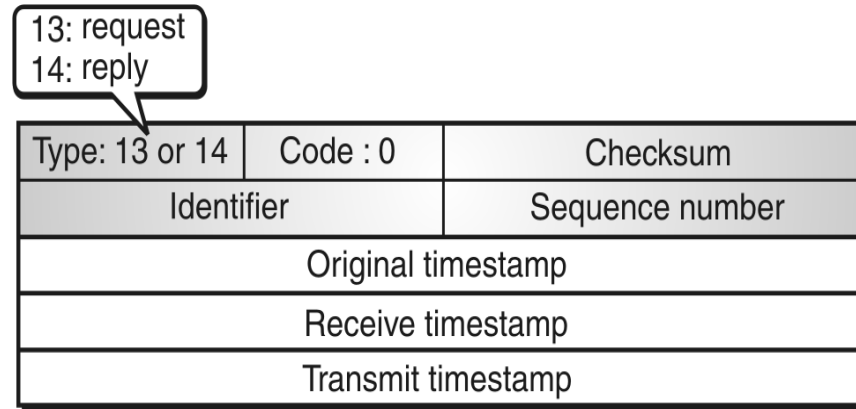 13: request
14: reply
Type: 13 or 14 Code : 0 Checksum
Identifier Sequence number
Original timestamp
Receive timestamp
Transmit timestamp